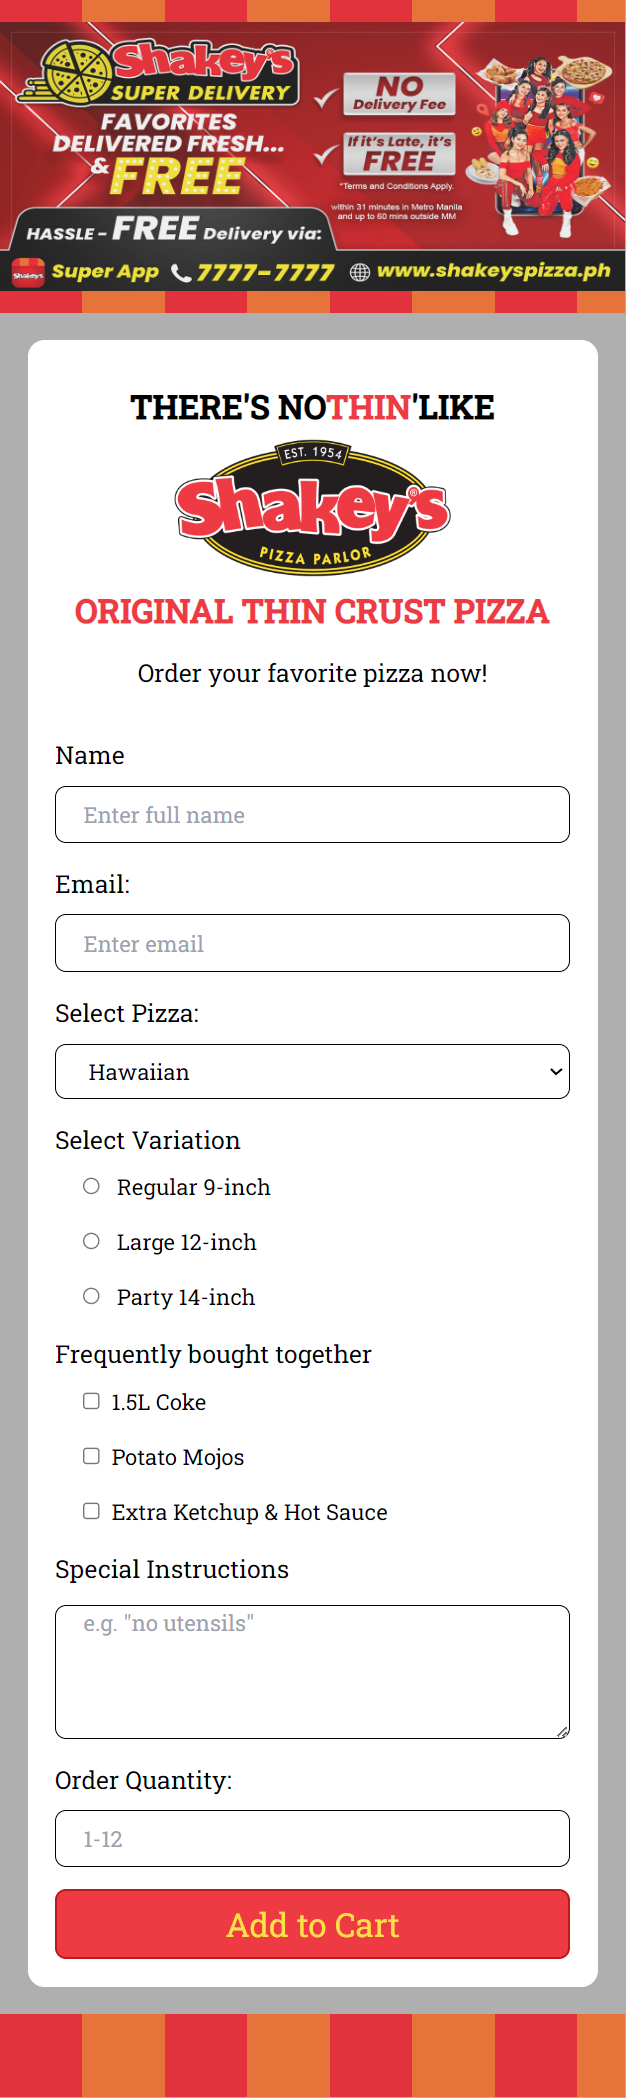 Shakey's
SUPER DELIVERY
FAVORITES
DELIVERED FRESH...
& FREE
NO
Delivery Fee
If it's Late, it's
FREE
*Terms and Conditions Apply.
within 31 minutes in Metro Manila
and up to 60 mins outside MM
HASSLE - FREE Delivery via:
Shakey's Super App 7777-7777 www.shakeyspizza.ph
THERE'S NOTHIN'LIKE
EST. 1954
Shakey's®
PIZZA PARLOR
ORIGINAL THIN CRUST PIZZA
Order your favorite pizza now!
Name
Enter full name
Email:
Enter email
Select Pizza:
Hawaiian
Select Variation
Regular 9-inch
Large 12-inch
Party 14-inch
Frequently bought together
1.5L Coke
Potato Mojos
Extra Ketchup & Hot Sauce
Special Instructions
e.g. "no utensils"
Order Quantity:
1-12
Add to Cart